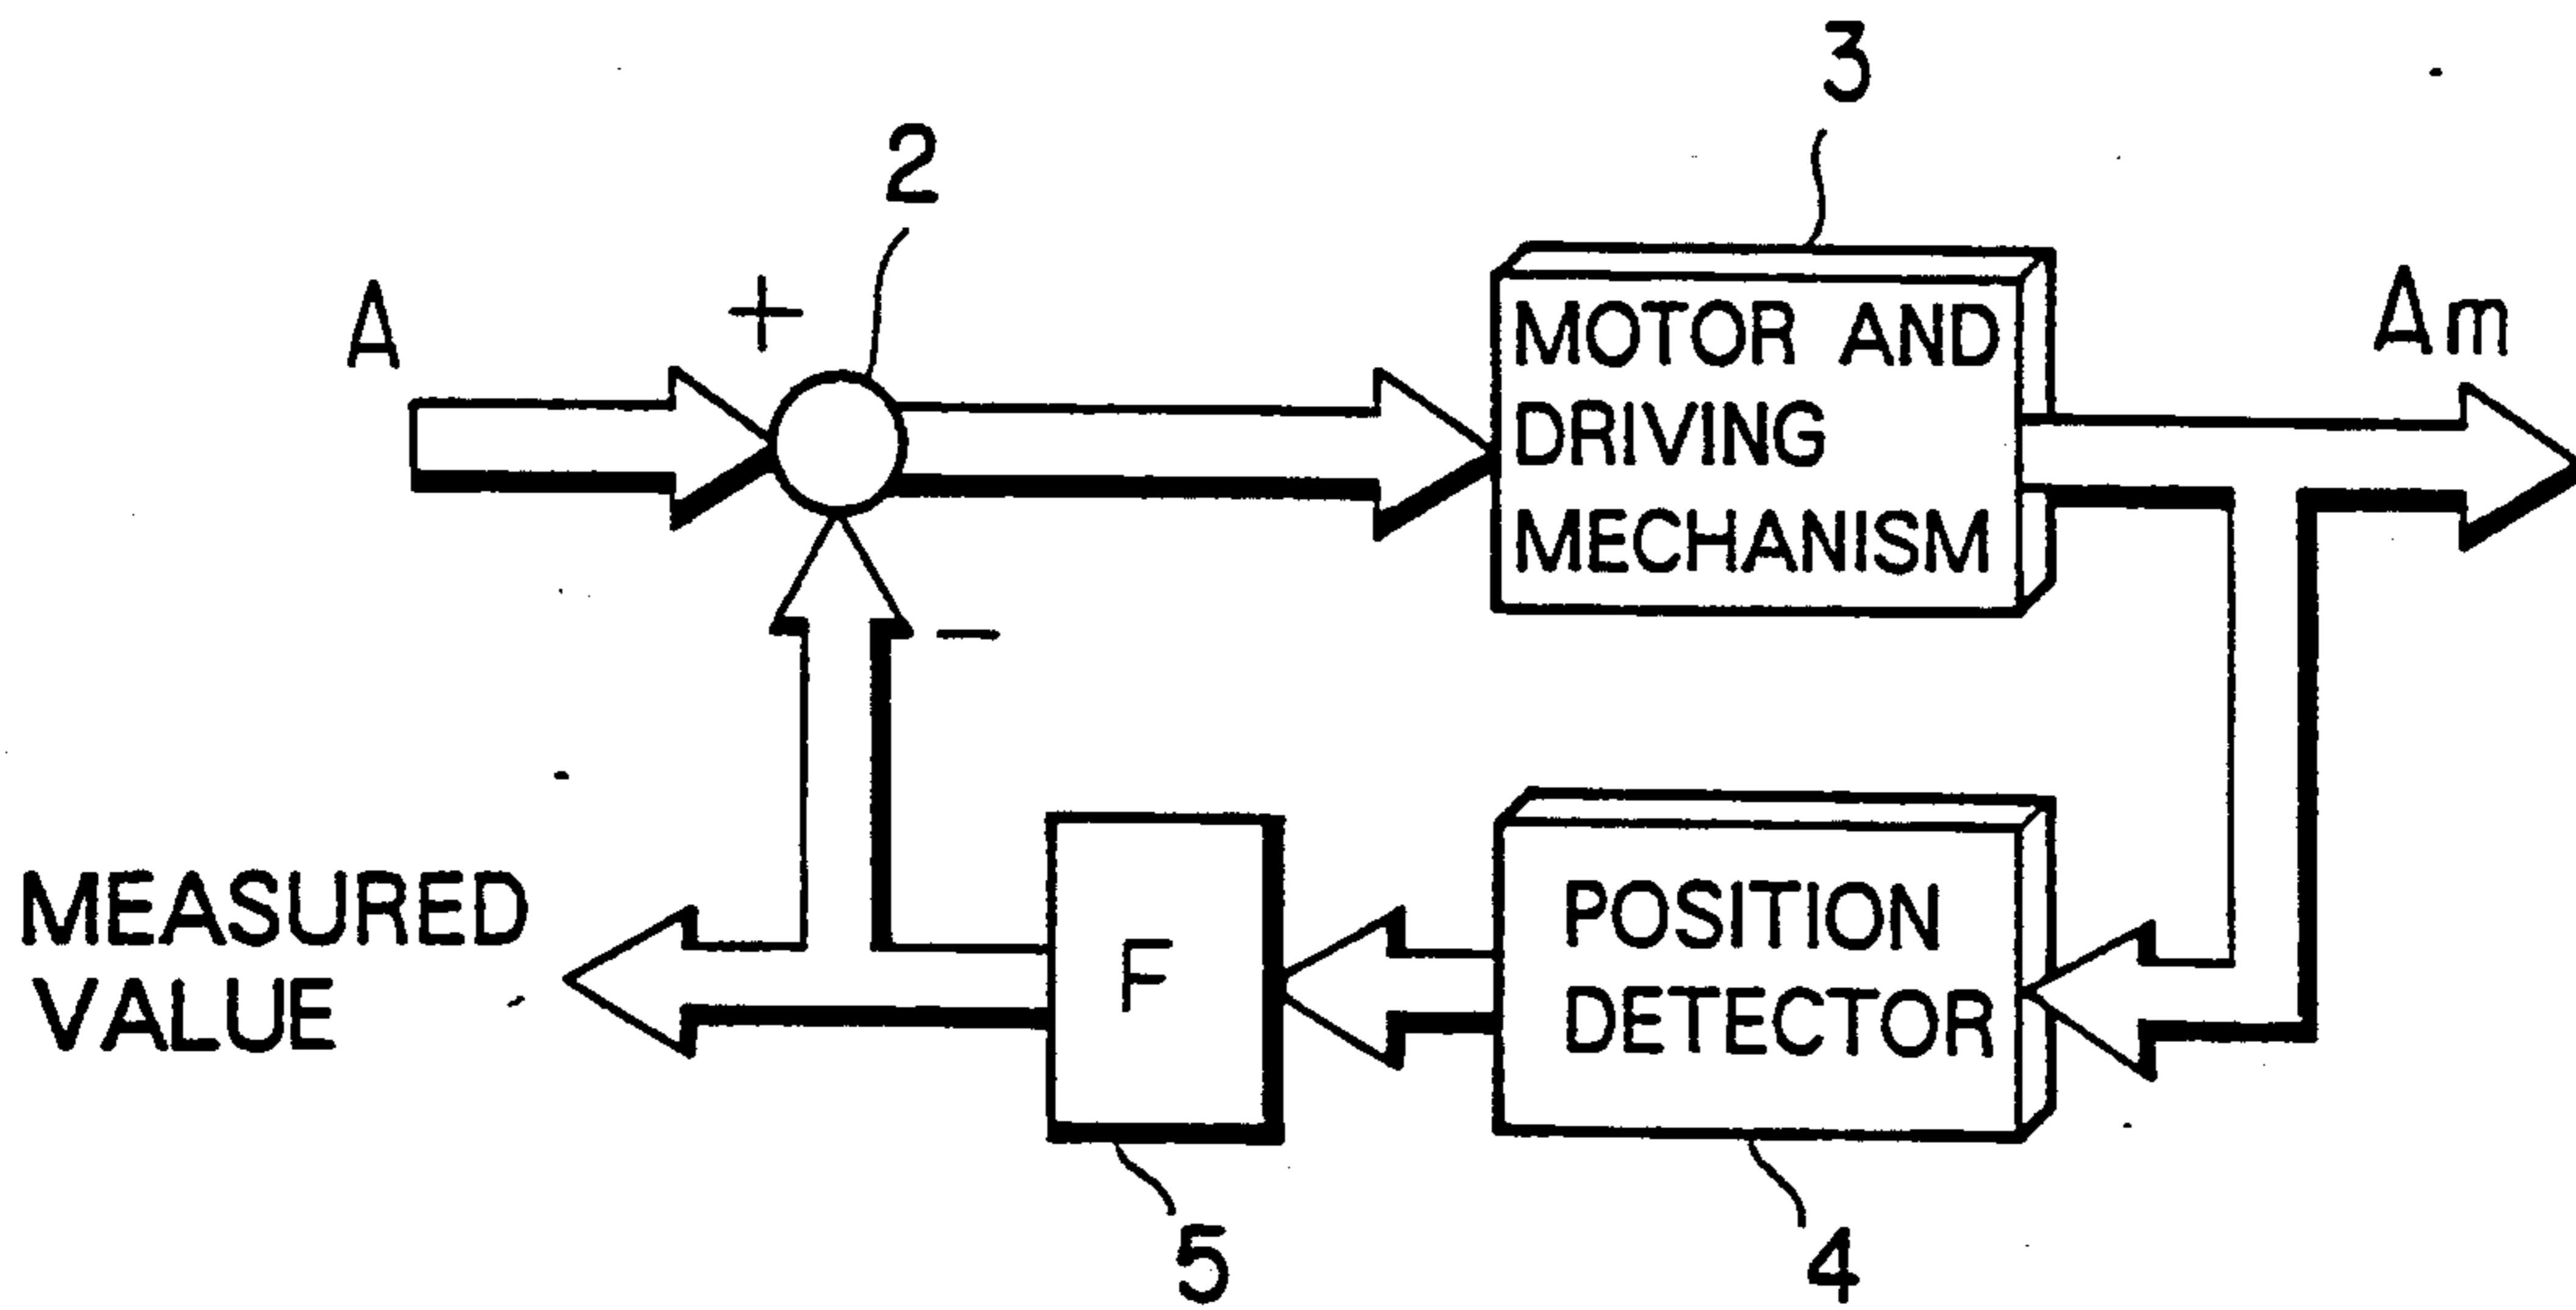 3
2
A
+
MOTOR AND
DRIVING
MECHANISM
Am
−
MEASURED
VALUE
F
POSITION
DETECTOR
5
4